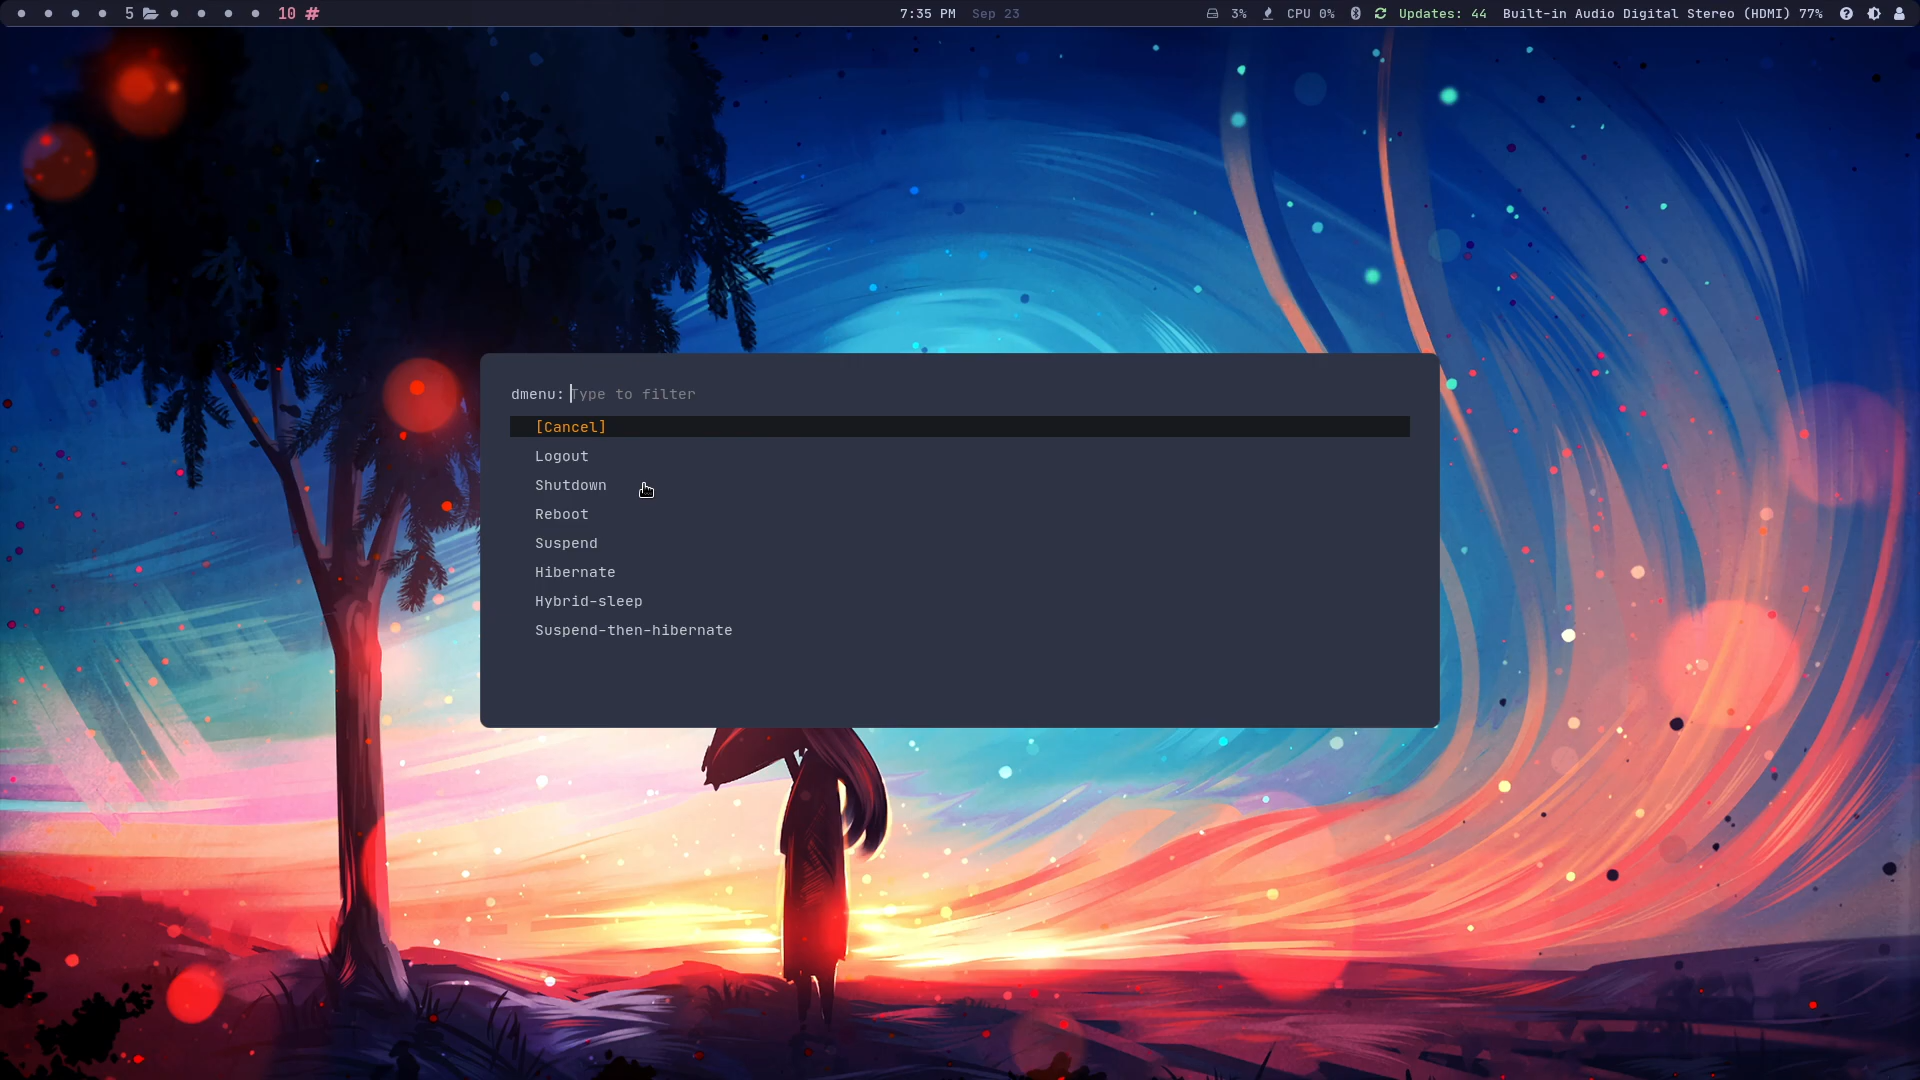 5 10 #
7:35 PM Sep 23
3% CPU 0% Updates: 44 Built-in Audio Digital Stereo (HDMI) 77%
dmenu: Type to filter
[Cancel]
Logout
Shutdown
Reboot
Suspend
Hibernate
Hybrid-sleep
Suspend-then-hibernate